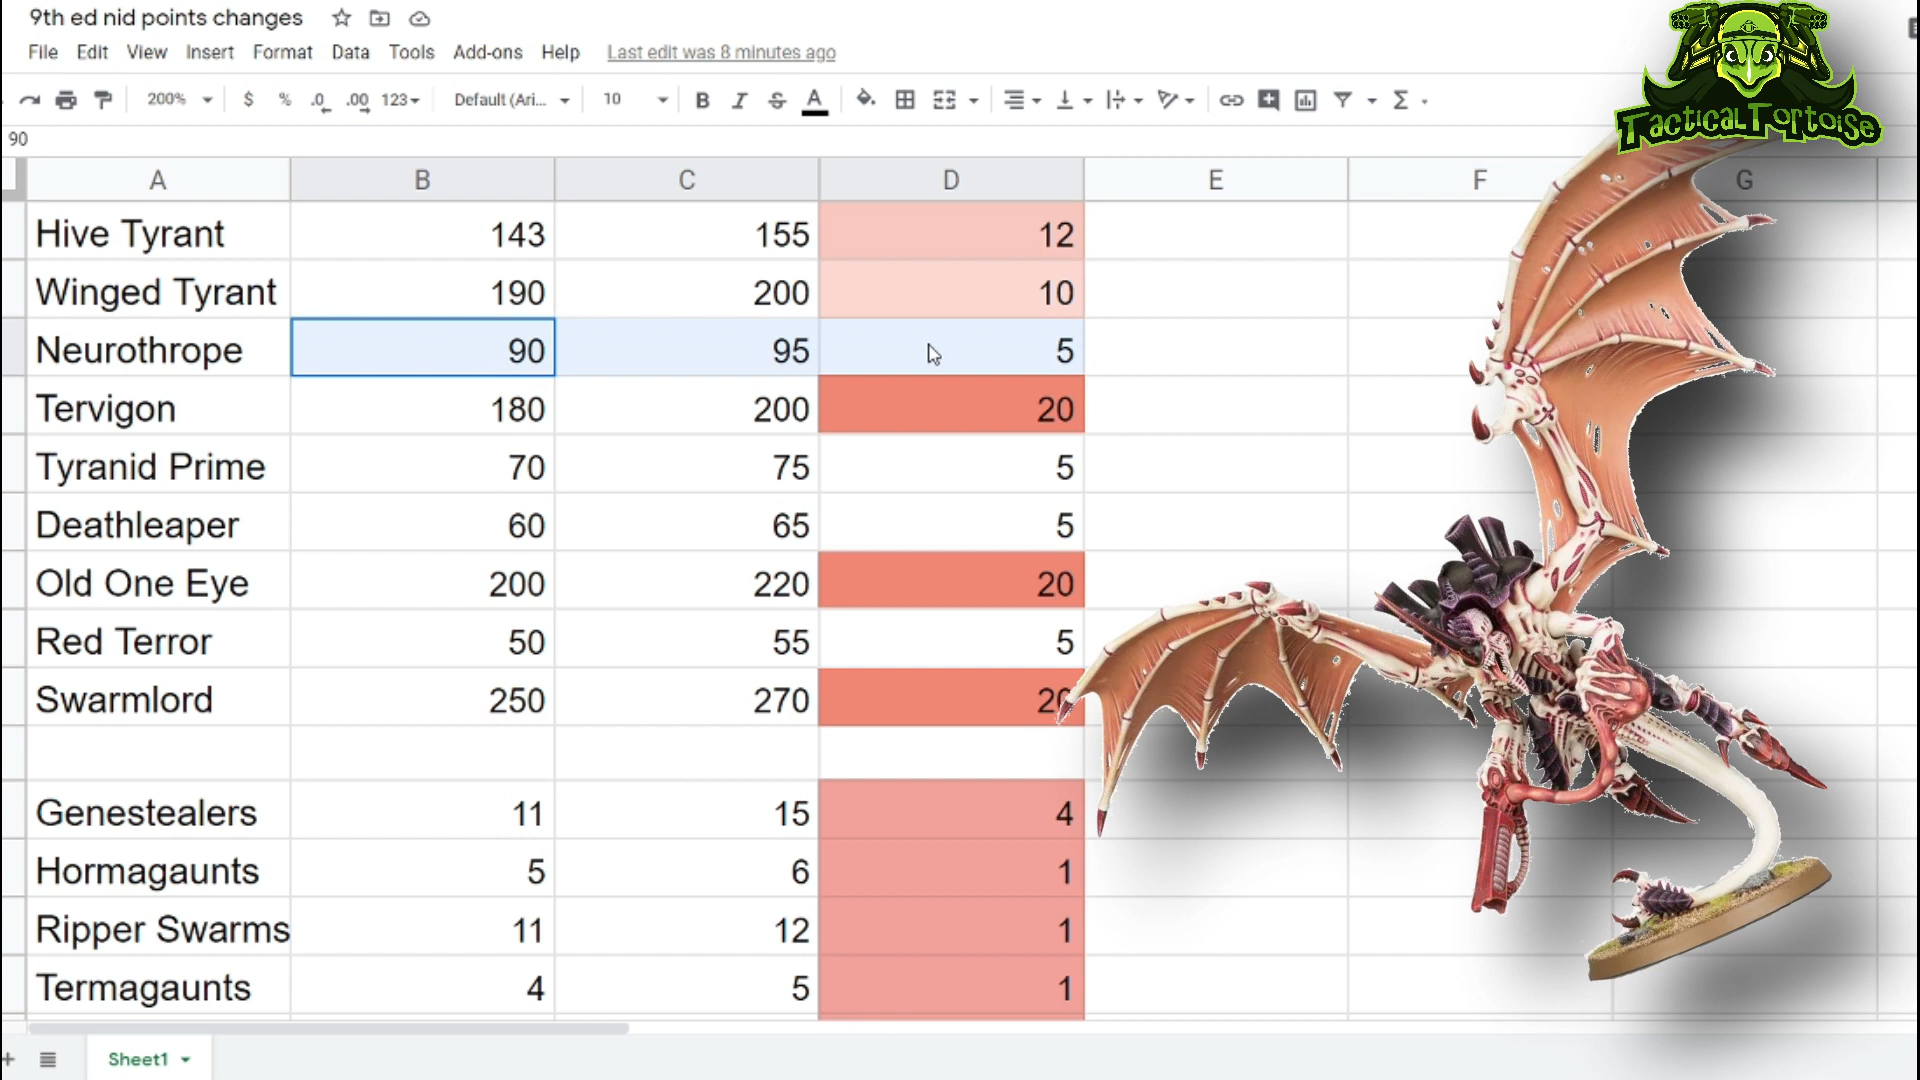 9th ed nid points changes
File Edit View Insert Format Data Tools Add-ons Help Last edit was 8 minutes ago
200% $ % .0 .00 123 Default (Ari... 10 B I S A Σ
90
A B C D E F G
Hive Tyrant 143 155 12
Winged Tyrant 190 200 10
Neurothrope 90 95 5
Tervigon 180 200 20
Tyranid Prime 70 75 5
Deathleaper 60 65 5
Old One Eye 200 220 20
Red Terror 50 55 5
Swarmlord 250 270 20
Genestealers 11 15 4
Hormagaunts 5 6 1
Ripper Swarms 11 12 1
Termagaunts 4 5 1
Sheet1
TacticalTortoise